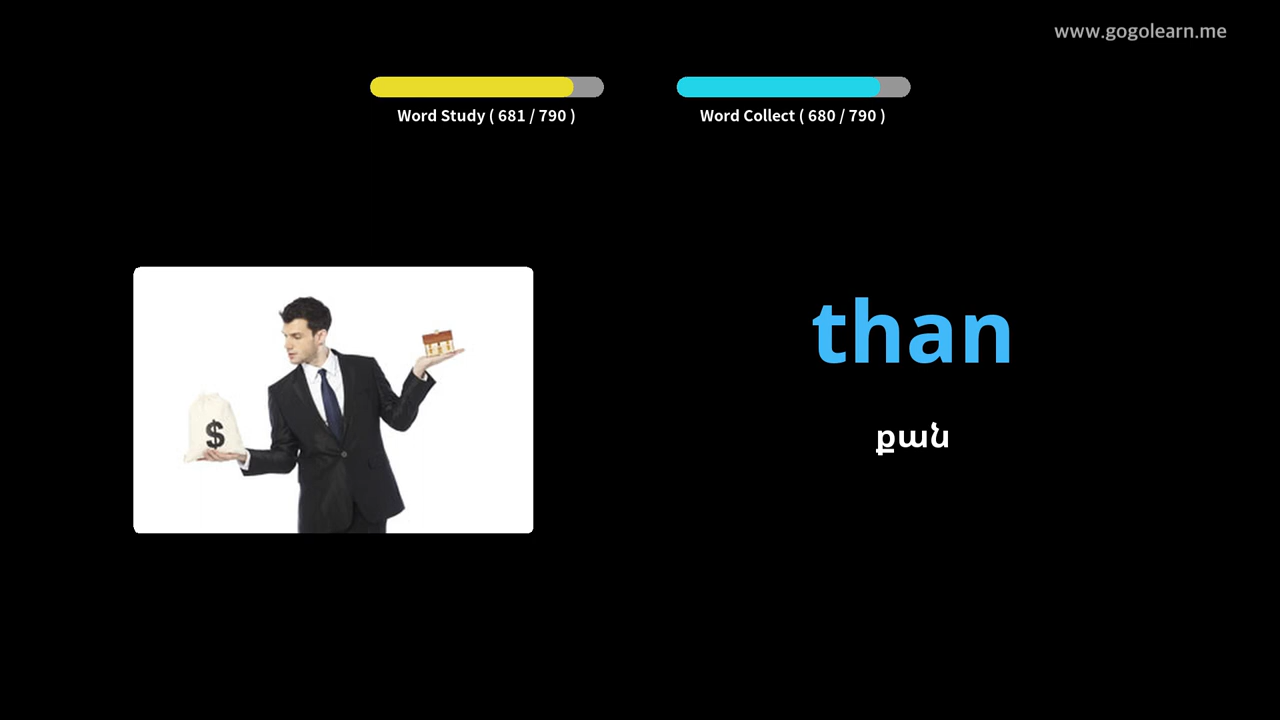 www.gogolearn.me
Word Study ( 681 / 790 )
Word Collect ( 680 / 790 )
than
քան
$